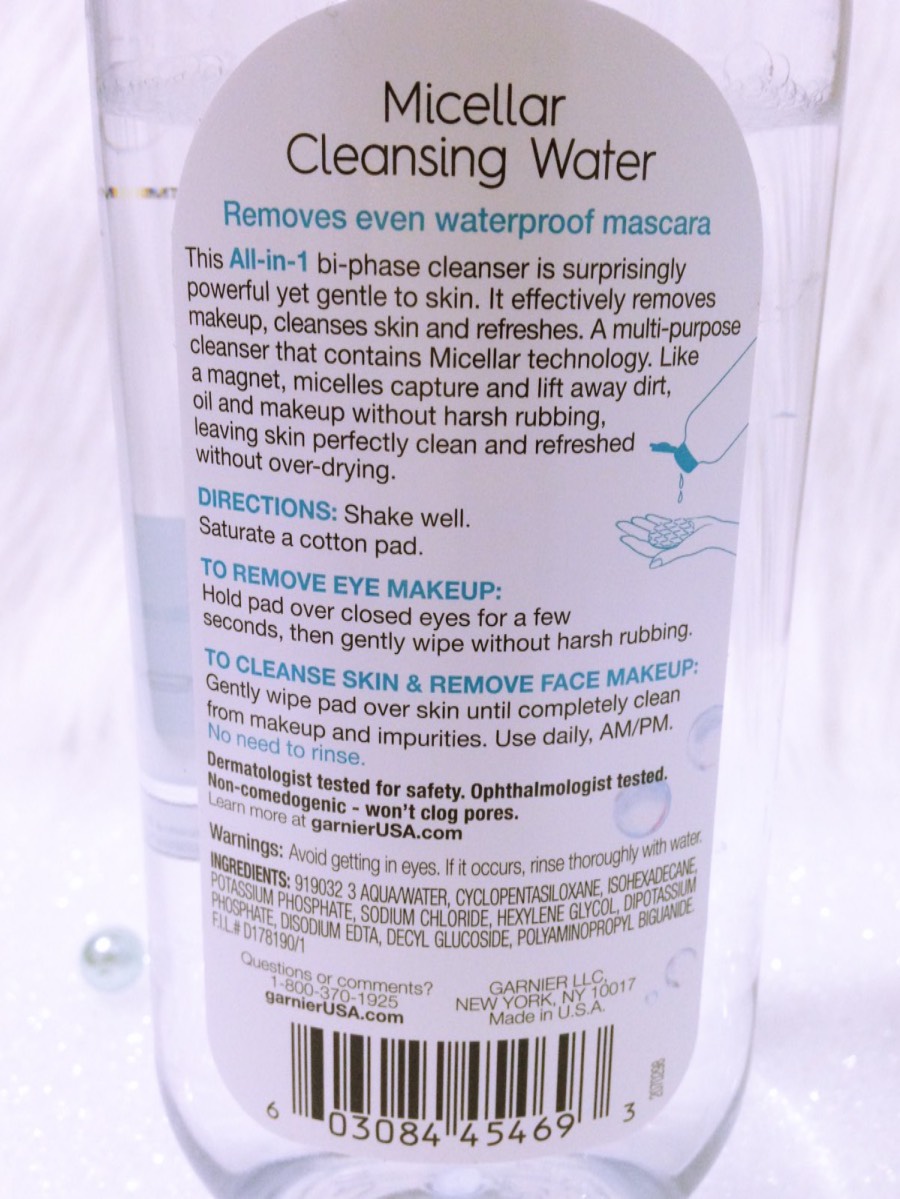 Micellar
Cleansing Water
Removes even waterproof mascara
This All-in-1 bi-phase cleanser is surprisingly
powerful yet gentle to skin. It effectively removes
makeup, cleanses skin and refreshes. A multi-purpose
cleanser that contains Micellar technology. Like
a magnet, micelles capture and lift away dirt,
oil and makeup without harsh rubbing,
leaving skin perfectly clean and refreshed
without over-drying.
DIRECTIONS: Shake well.
Saturate a cotton pad.
TO REMOVE EYE MAKEUP:
Hold pad over closed eyes for a few
seconds, then gently wipe without harsh rubbing.
TO CLEANSE SKIN & REMOVE FACE MAKEUP:
Gently wipe pad over skin until completely clean
from makeup and impurities. Use daily, AM/PM.
No need to rinse.
Dermatologist tested for safety. Ophthalmologist tested.
Non-comedogenic - won't clog pores.
Learn more at garnierUSA.com
Warnings: Avoid getting in eyes. If it occurs, rinse thoroughly with water.
INGREDIENTS: 919032 3 AQUA/WATER, CYCLOPENTASILOXANE, ISOHEXADECANE,
POTASSIUM PHOSPHATE, SODIUM CHLORIDE, HEXYLENE GLYCOL, DIPOTASSIUM
PHOSPHATE, DISODIUM EDTA, DECYL GLUCOSIDE, POLYAMINOPROPYL BIGUANIDE.
F.I.L.# D178190/1
Questions or comments?
1-800-370-1925
garnierUSA.com
GARNIER LLC,
NEW YORK, NY 10017
Made in U.S.A.
6 03084 45469 3